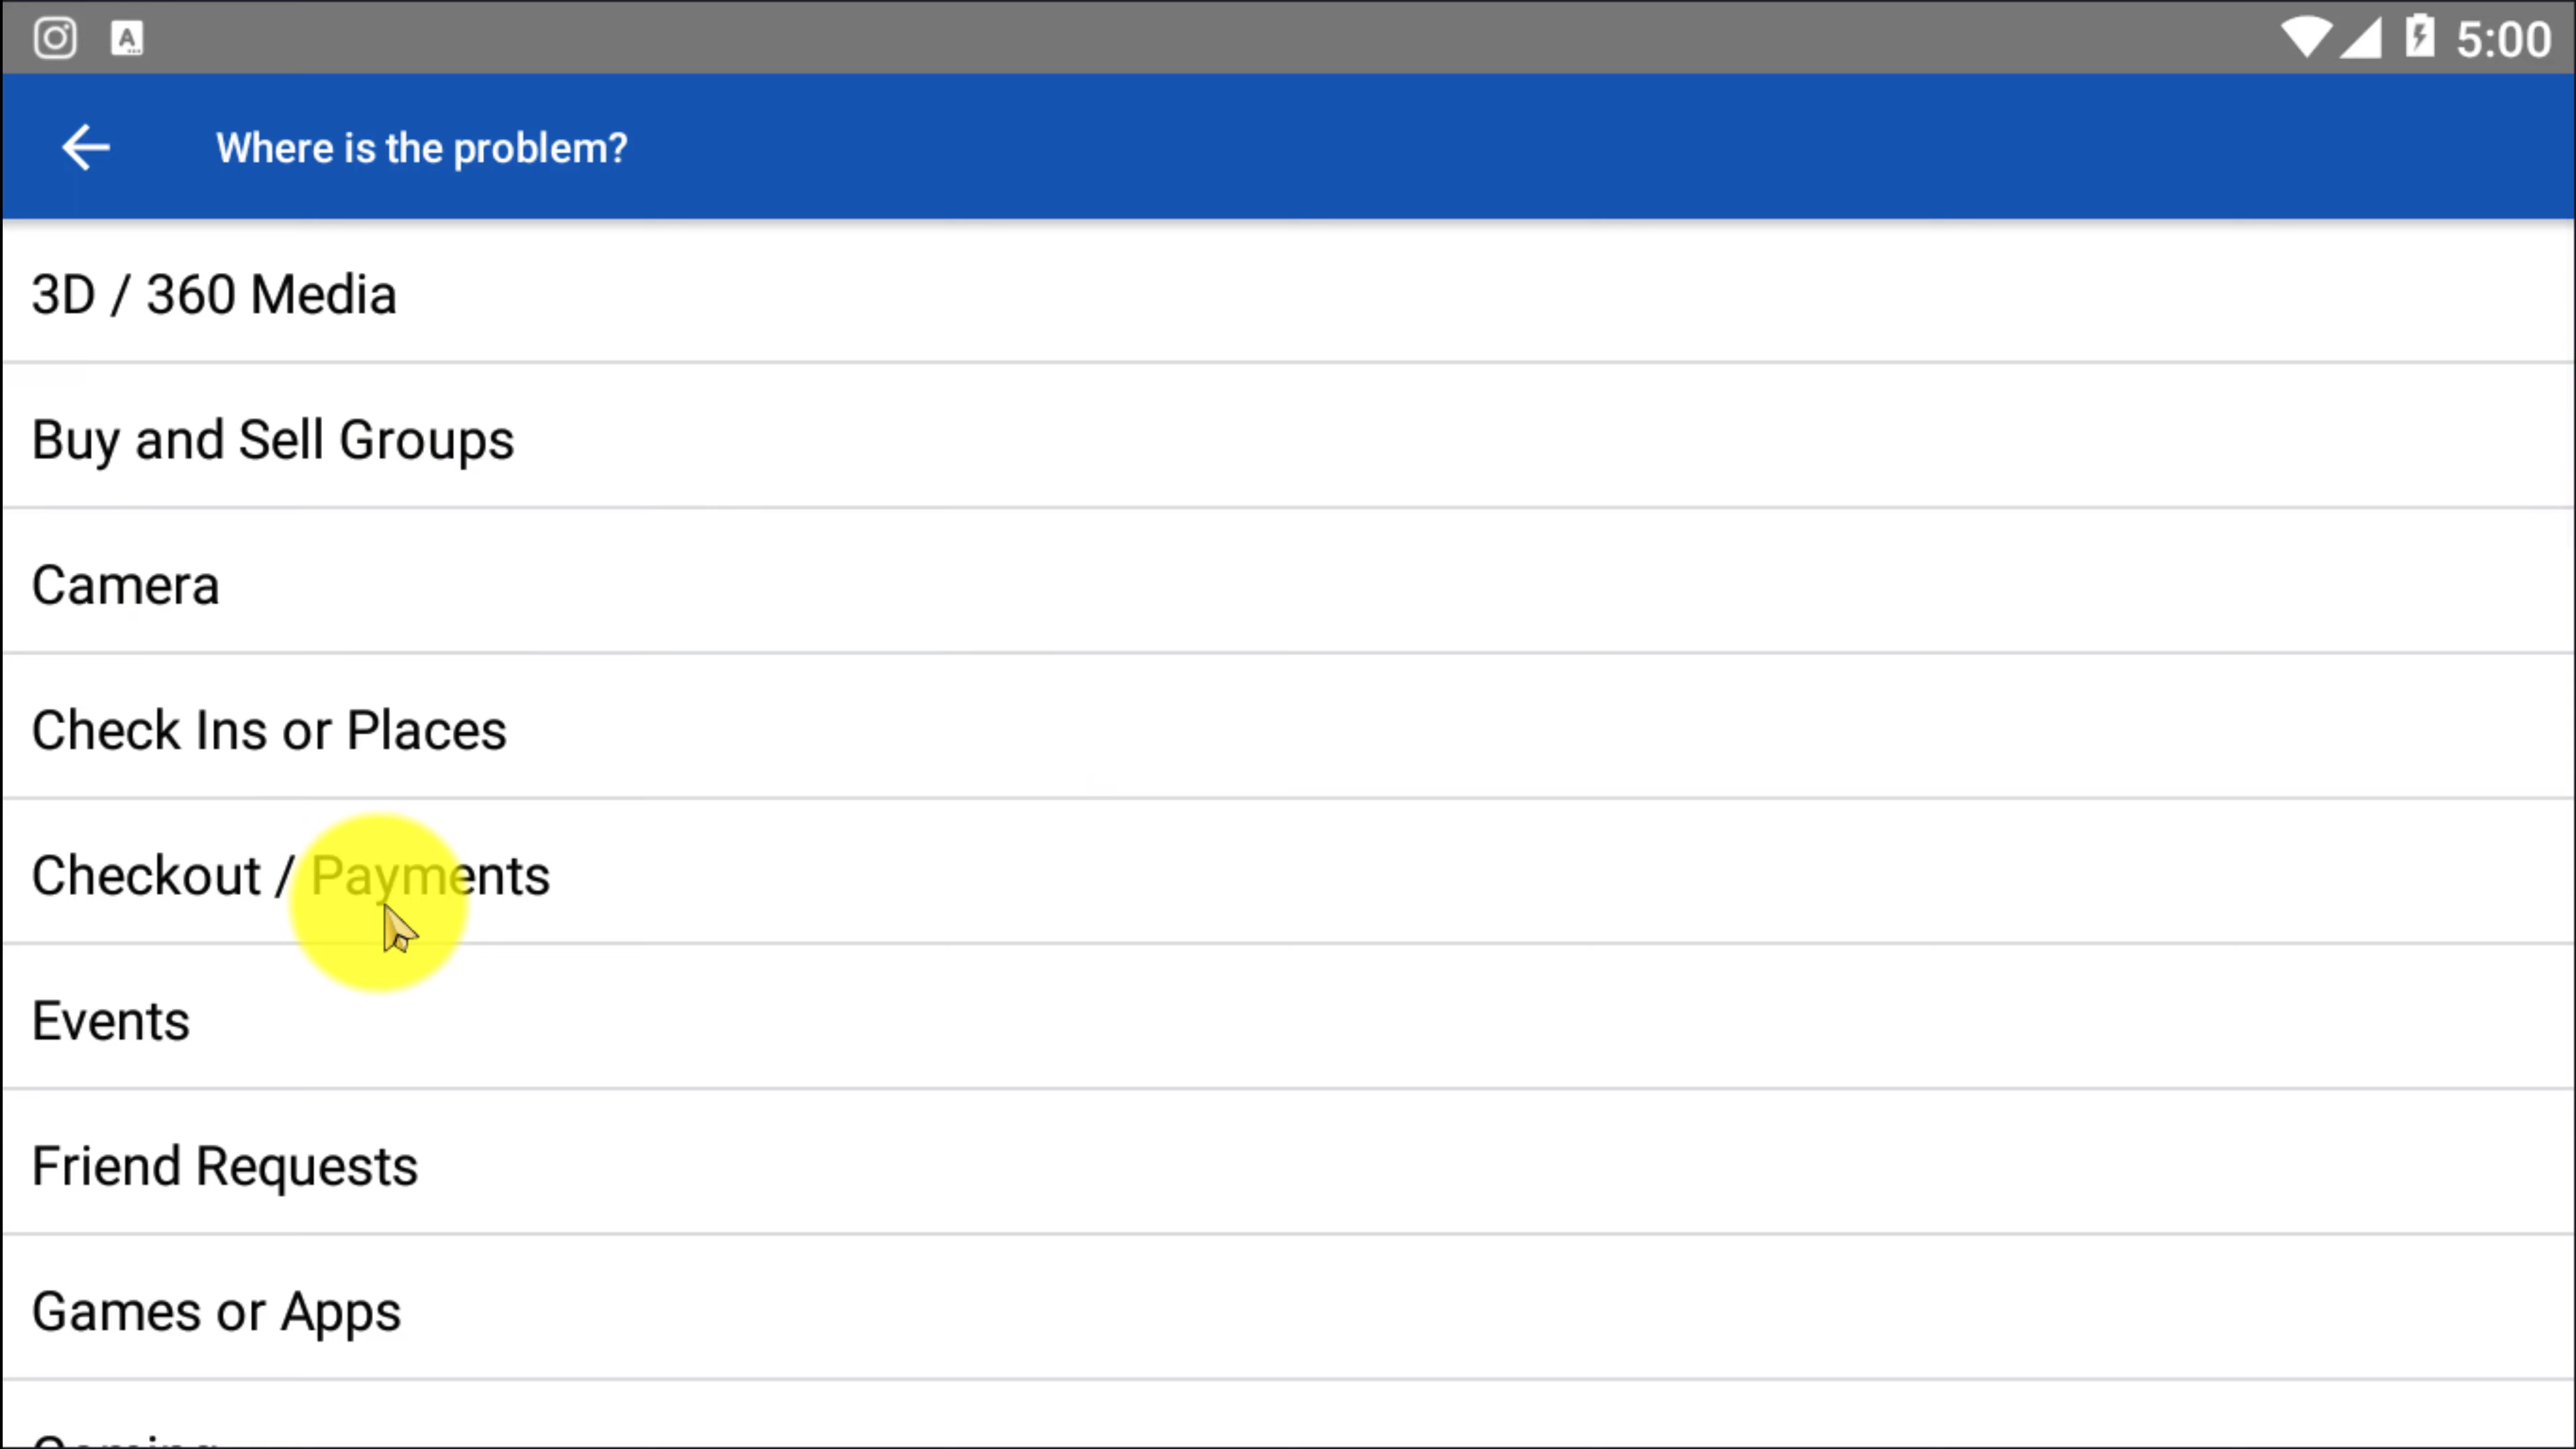 5:00
Where is the problem?
3D / 360 Media
Buy and Sell Groups
Camera
Check Ins or Places
Checkout / Payments
Events
Friend Requests
Games or Apps